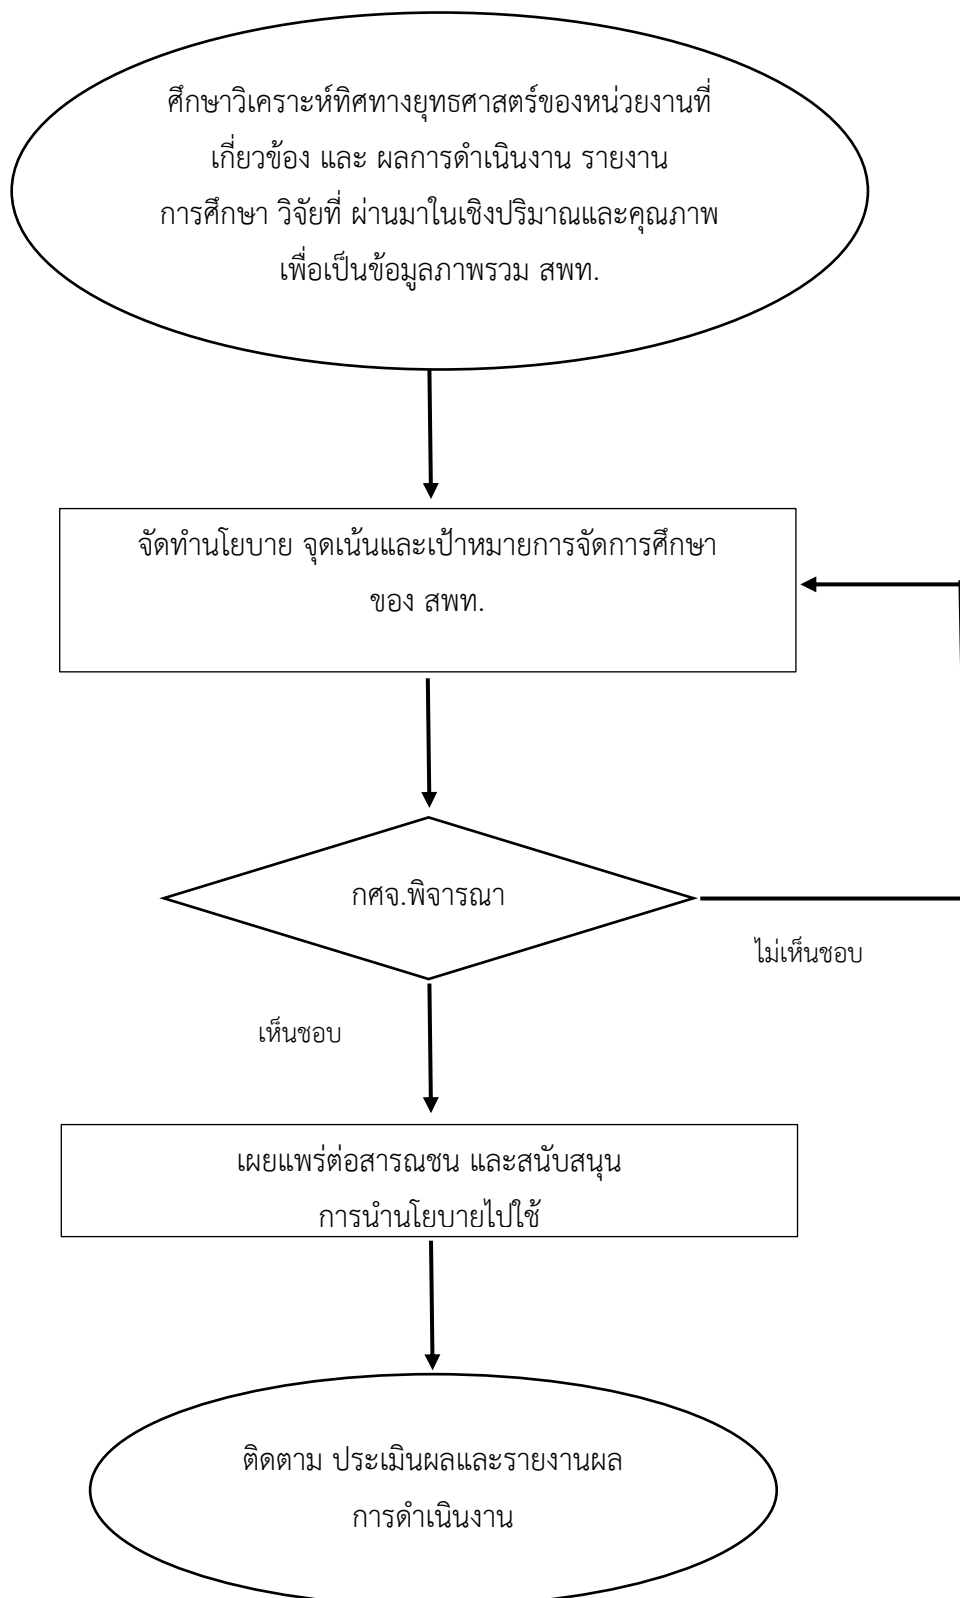 ศึกษาวิเคราะห์ทิศทางยุทธศาสตร์ของหน่วยงานที่
เกี่ยวข้อง และ ผลการดำเนินงาน รายงาน
การศึกษา วิจัยที่ ผ่านมาในเชิงปริมาณและคุณภาพ
เพื่อเป็นข้อมูลภาพรวม สพท.
จัดทำนโยบาย จุดเน้นและเป้าหมายการจัดการศึกษา
ของ สพท.
กศจ.พิจารณา
ไม่เห็นชอบ
เห็นชอบ
เผยแพร่ต่อสารณชน และสนับสนุน
การนำนโยบายไปใช้
ติดตาม ประเมินผลและรายงานผล
การดำเนินงาน